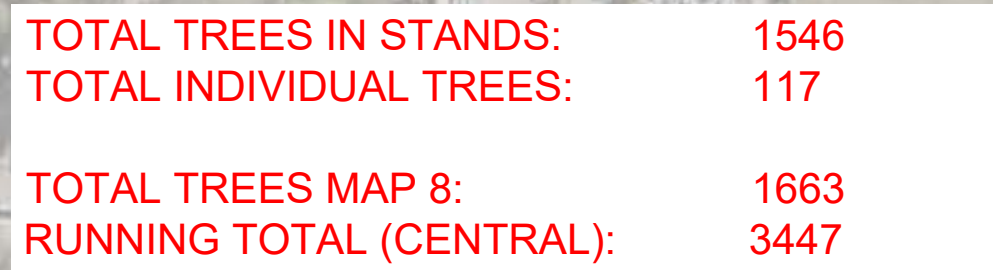 TOTAL TREES IN STANDS: 1546
TOTAL INDIVIDUAL TREES: 117
TOTAL TREES MAP 8: 1663
RUNNING TOTAL (CENTRAL): 3447